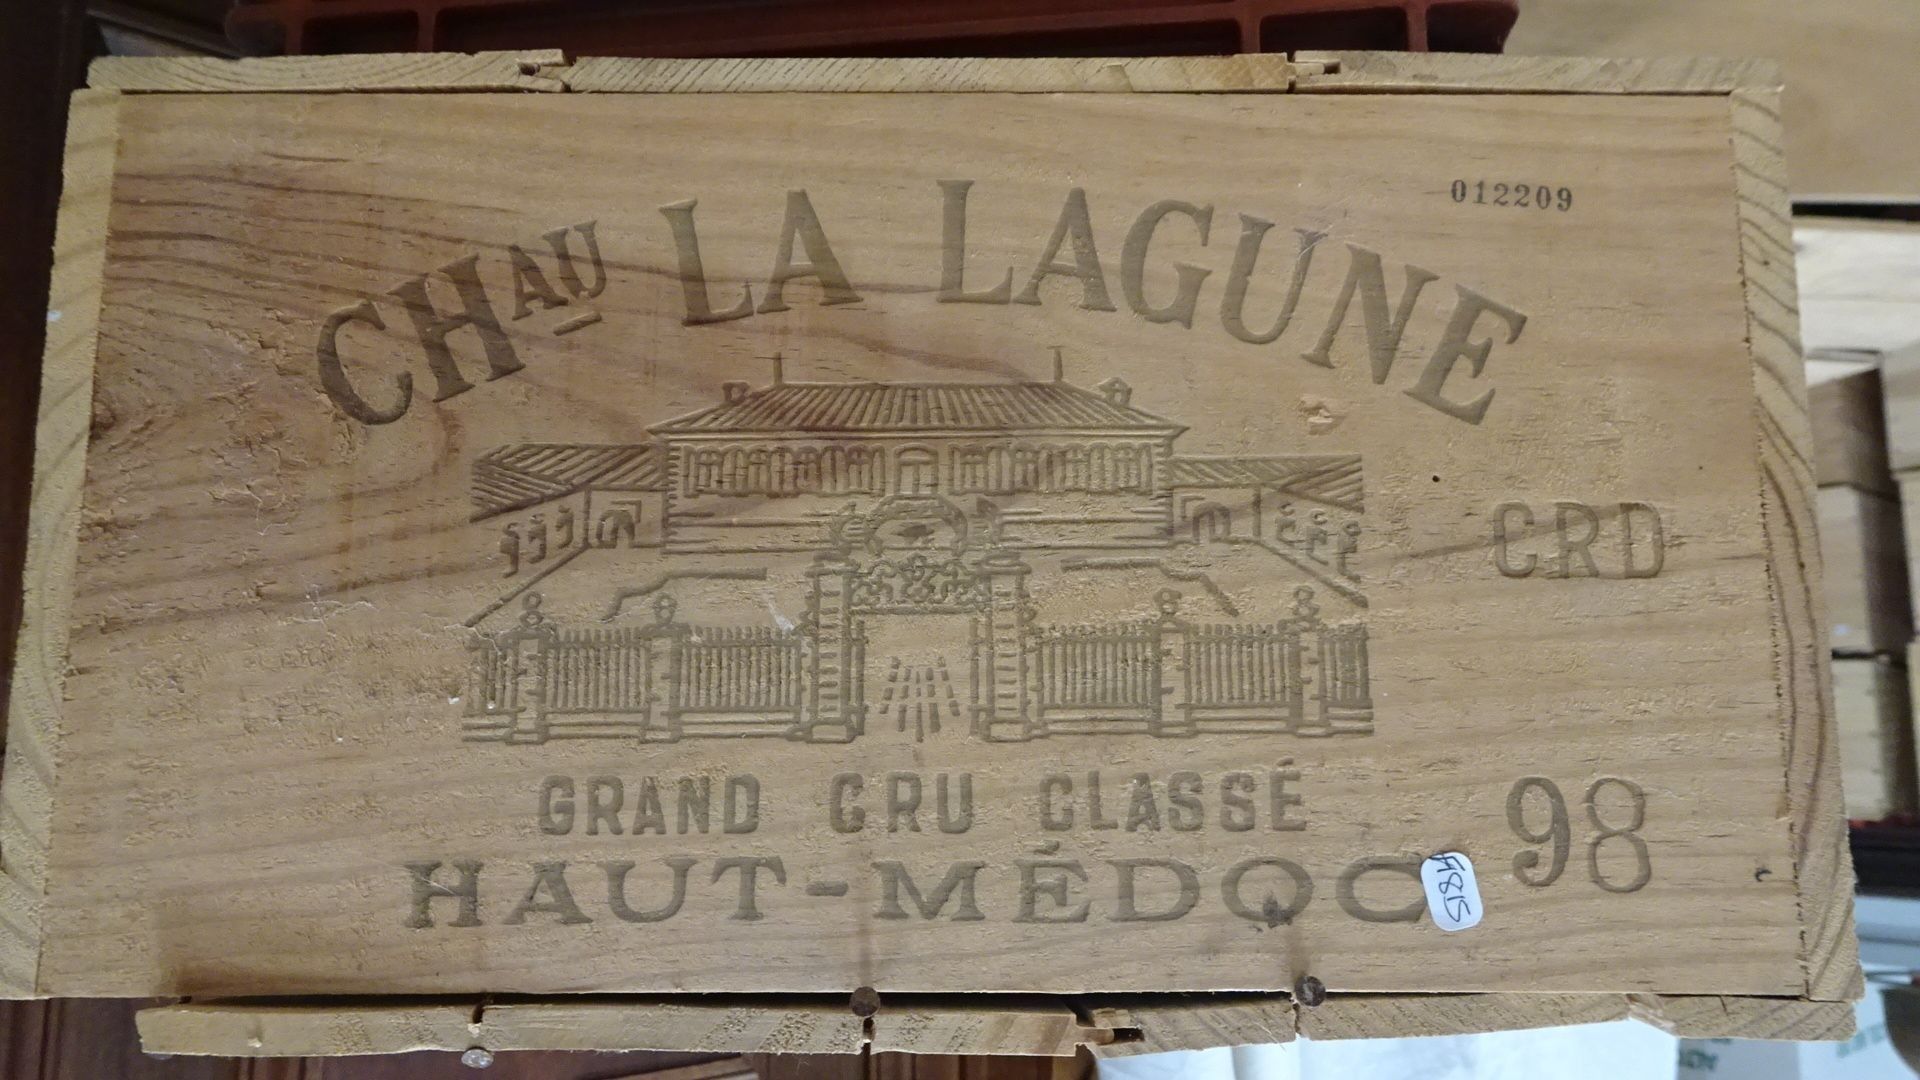 012209
CHAU LA LAGUNE
CRD
GRAND CRU CLASSÉ
98
HAUT-MÉDOC